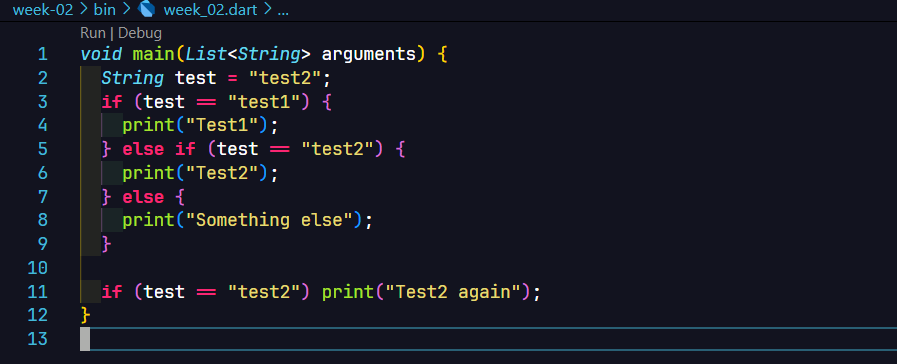 week-02 > bin > week_02.dart > ...
Run | Debug
1 void main(List<String> arguments) {
2   String test = "test2";
3   if (test == "test1") {
4     print("Test1");
5   } else if (test == "test2") {
6     print("Test2");
7   } else {
8     print("Something else");
9   }
10
11   if (test == "test2") print("Test2 again");
12 }
13